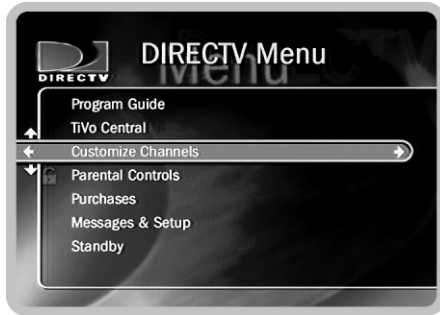 DIRECTV Menu
DIRECTV
Program Guide
TiVo Central
Customize Channels
Parental Controls
Purchases
Messages & Setup
Standby